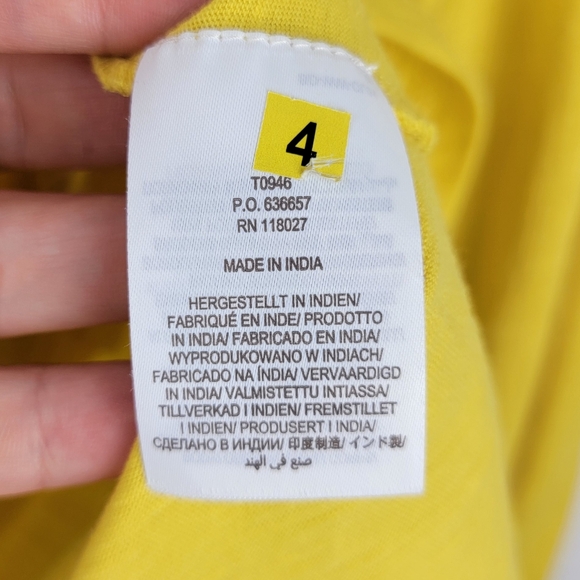 4
T0946
P.O. 636657
RN 118027
MADE IN INDIA
HERGESTELLT IN INDIEN/
FABRIQUÉ EN INDE/ PRODOTTO
IN INDIA/ FABRICADO EN INDIA/
WYPRODUKOWANO W INDIACH/
FABRICADO NA ÍNDIA/ VERVAARDIGD
IN INDIA/ VALMISTETTU INTIASSA/
TILLVERKAD I INDIEN/ FREMSTILLET
I INDIEN/ PRODUSERT I INDIA/
СДЕЛАНО В ИНДИИ/ 印度制造/ インド製/
صنع في الهند